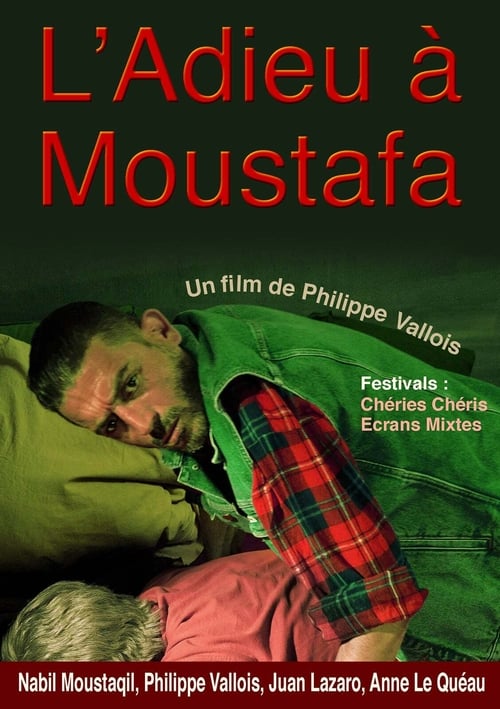 L'Adieu à
Moustafa
Un film de Philippe Vallois
Festivals :
Chéries Chéris
Ecrans Mixtes
Nabil Moustaqil, Philippe Vallois, Juan Lazaro, Anne Le Quéau